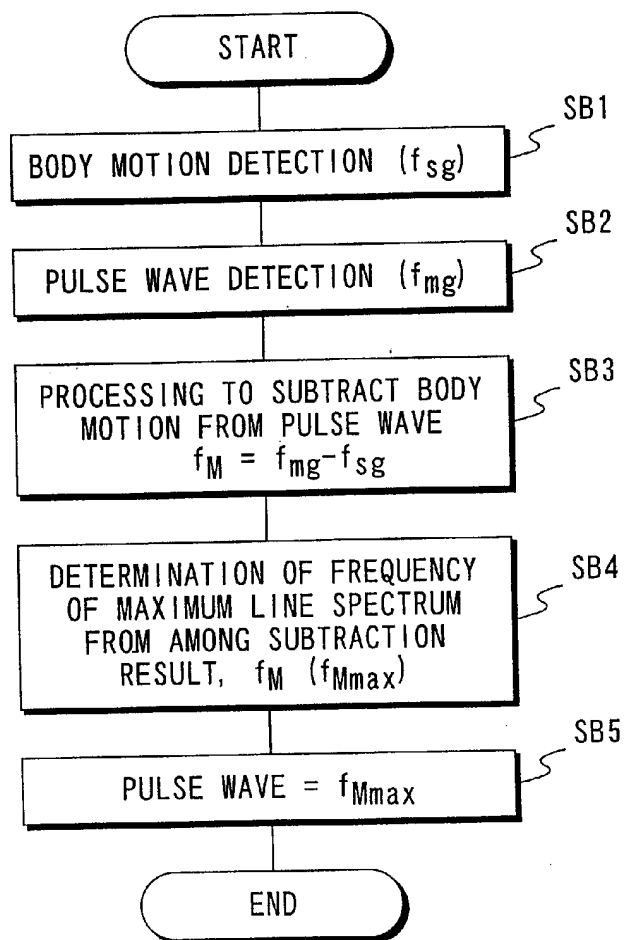 START
SB1
BODY MOTION DETECTION (fsg)
SB2
PULSE WAVE DETECTION (fmg)
SB3
PROCESSING TO SUBTRACT BODY
MOTION FROM PULSE WAVE
fM = fmg-fsg
SB4
DETERMINATION OF FREQUENCY
OF MAXIMUM LINE SPECTRUM
FROM AMONG SUBTRACTION
RESULT, fM (fMmax)
SB5
PULSE WAVE = fMmax
END